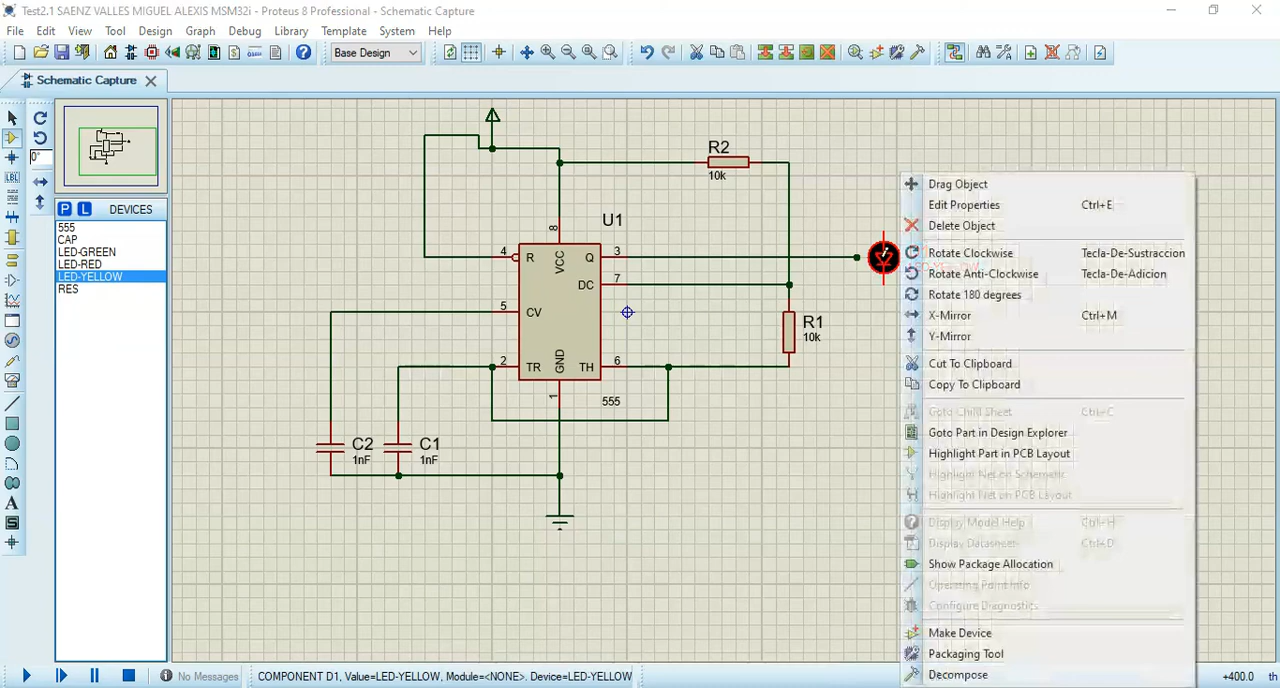 Test2.1 SAENZ VALLES MIGUEL ALEXIS MSM32i - Proteus 8 Professional - Schematic Capture
File Edit View Tool Design Graph Debug Library Template System Help
Base Design
Schematic Capture
0°
LBL
P L DEVICES
555
CAP
LED-GREEN
LED-RED
LED-YELLOW
RES
A
S
R2
10k
U1
8
4 R VCC Q 3
DC 7
5 CV
R1
10k
2 TR GND TH 6
1
555
C2
1nF
C1
1nF
Drag Object
Edit Properties Ctrl+E
Delete Object
Rotate Clockwise Tecla-De-Sustraccion
Rotate Anti-Clockwise Tecla-De-Adicion
Rotate 180 degrees
X-Mirror Ctrl+M
Y-Mirror
Cut To Clipboard
Copy To Clipboard
Goto Child Sheet Ctrl+C
Goto Part in Design Explorer
Highlight Part in PCB Layout
Highlight Net on Schematic
Highlight Net on PCB Layout
Display Model Help Ctrl+H
Display Datasheet Ctrl+D
Show Package Allocation
Operating Point Info
Configure Diagnostics
Make Device
Packaging Tool
Decompose
No Messages COMPONENT D1, Value=LED-YELLOW, Module=<NONE>. Device=LED-YELLOW +400.0 th